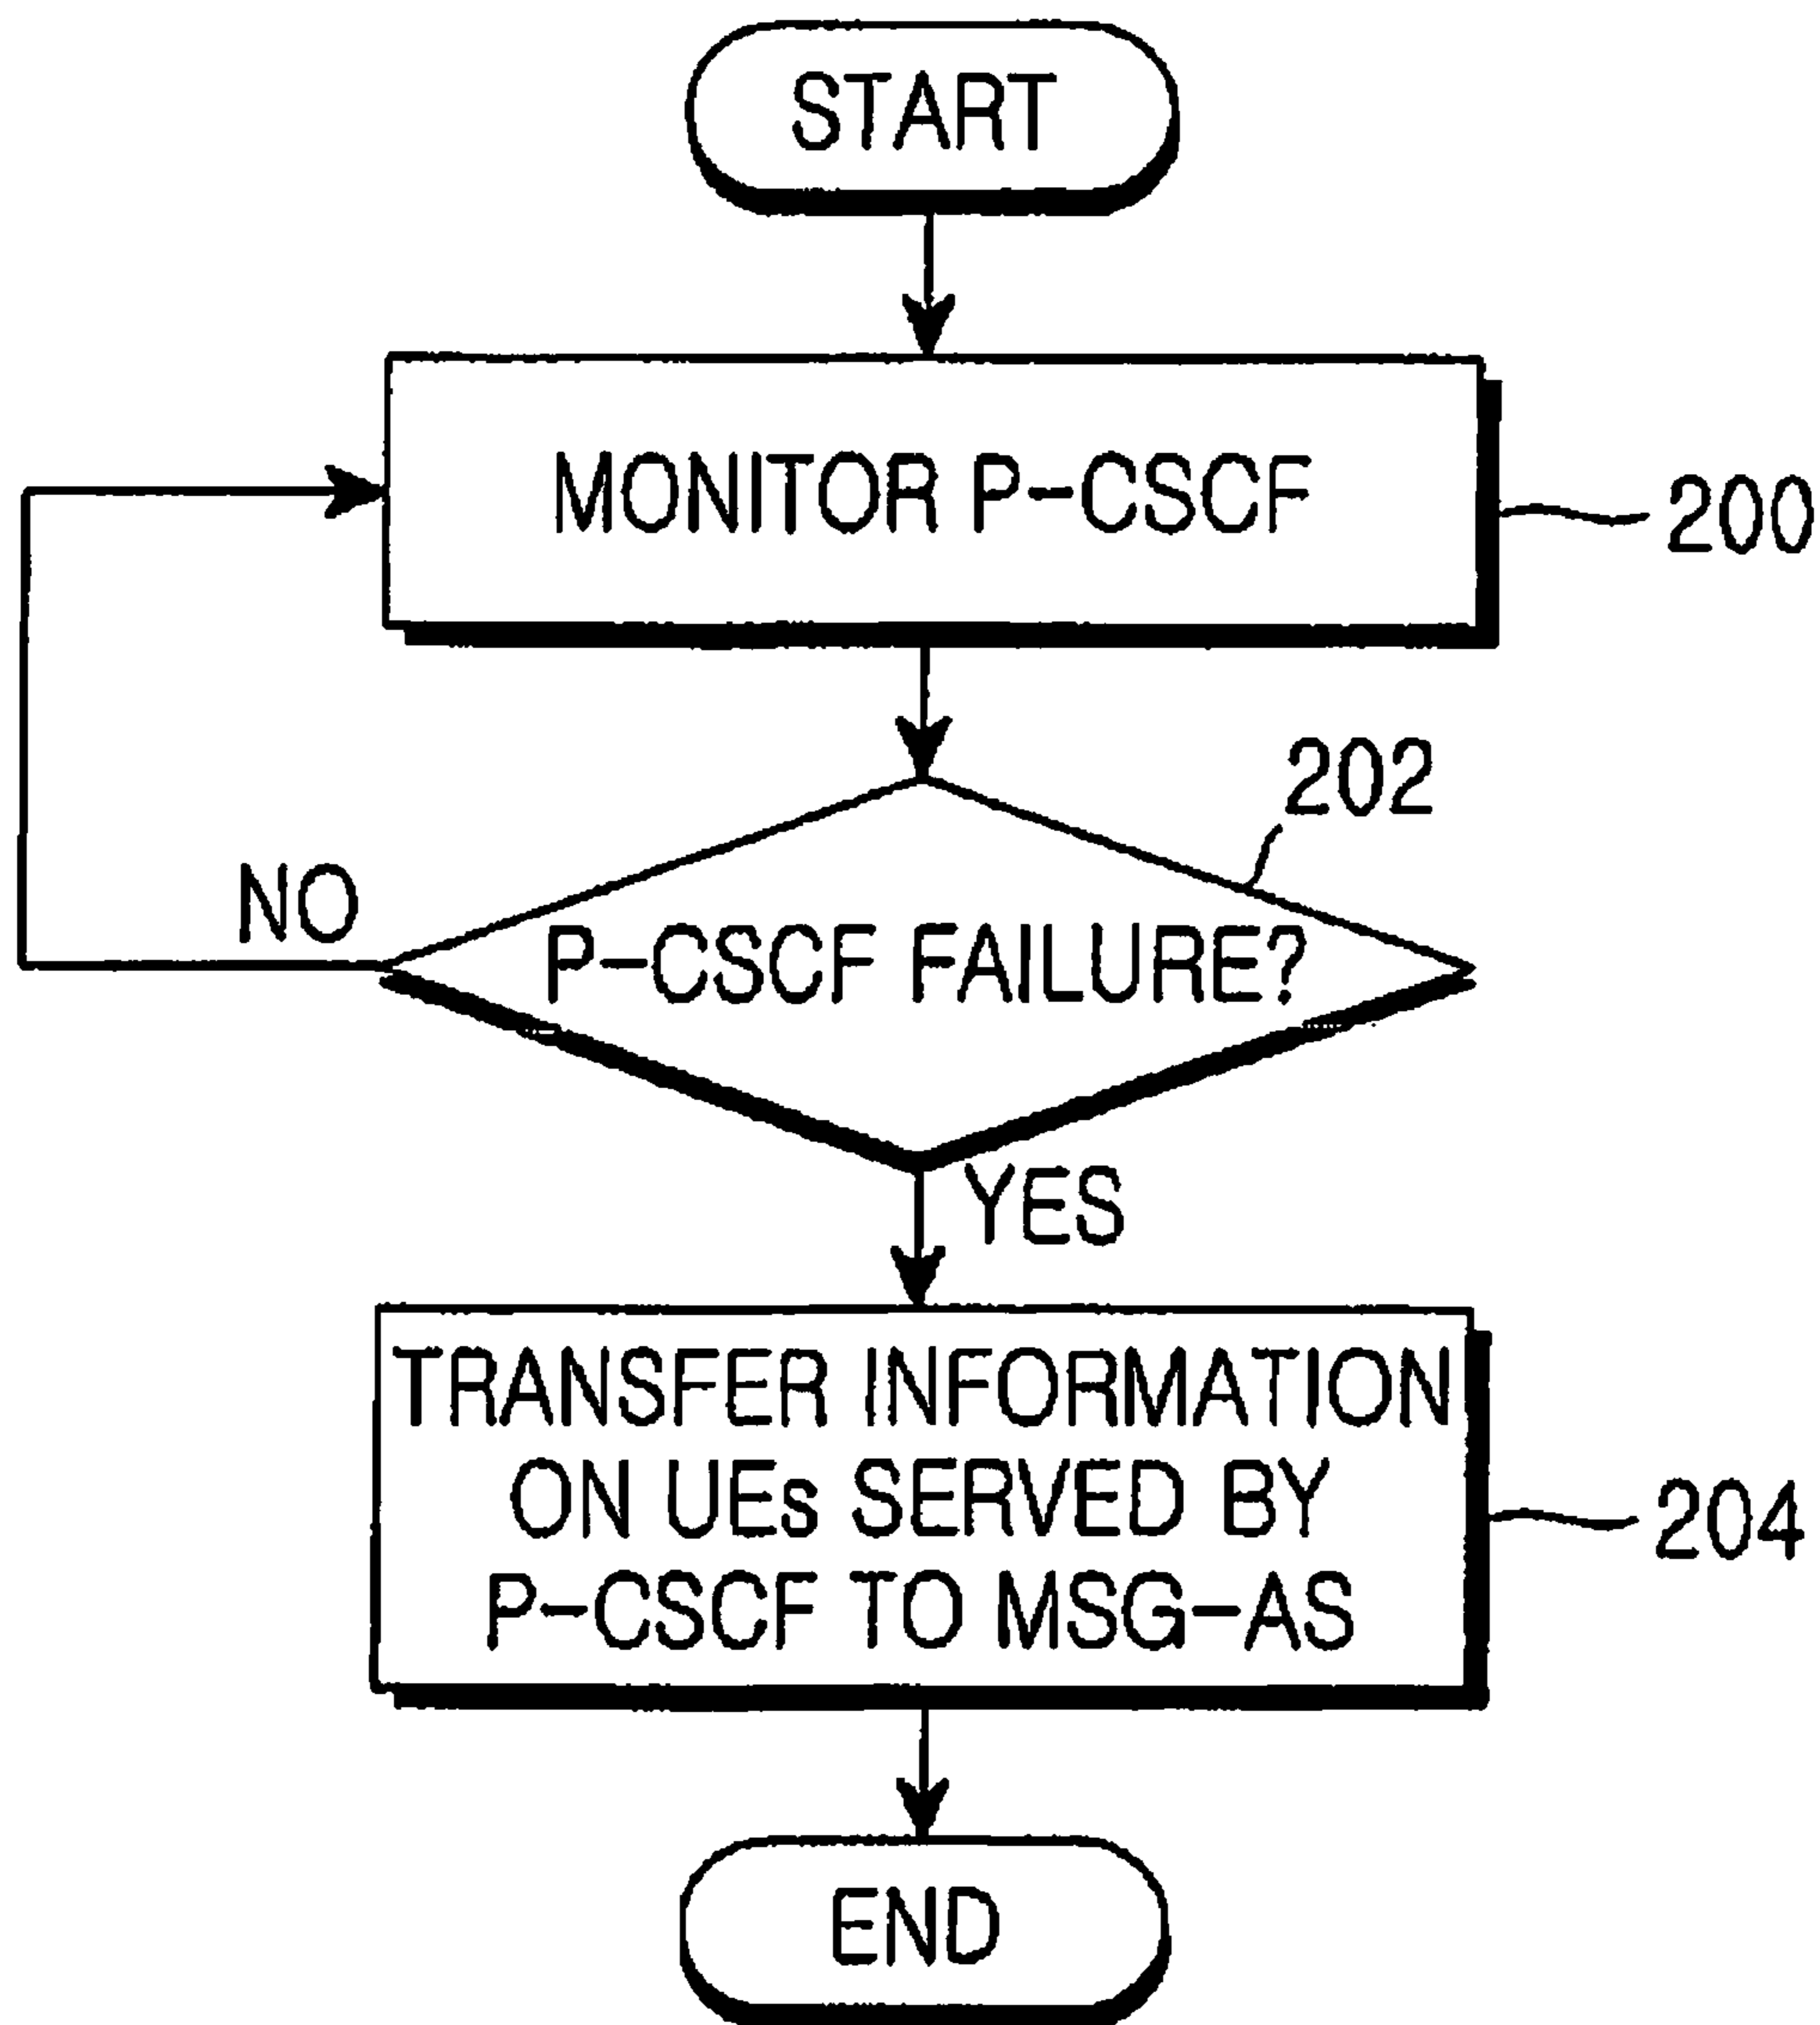 START
MONITOR P-CSCF
200
202
NO
P-CSCF FAILURE?
YES
TRANSFER INFORMATION
ON UEs SERVED BY
P-CSCF TO MSG-AS
204
END